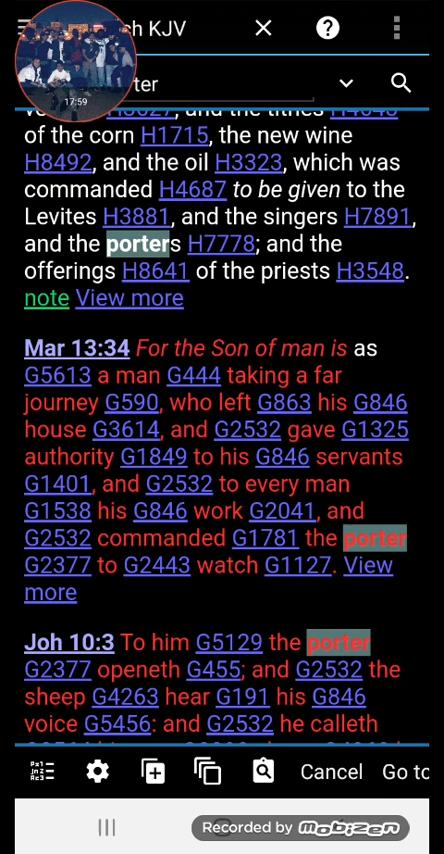 ch KJV
ter
17:59
of the corn H1715, the new wine
H8492, and the oil H3323, which was
commanded H4687 to be given to the
Levites H3881, and the singers H7891,
and the porters H7778; and the
offerings H8641 of the priests H3548.
note View more
Mar 13:34 For the Son of man is as
G5613 a man G444 taking a far
journey G590, who left G863 his G846
house G3614, and G2532 gave G1325
authority G1849 to his G846 servants
G1401, and G2532 to every man
G1538 his G846 work G2041, and
G2532 commanded G1781 the porter
G2377 to G2443 watch G1127. View
more
Joh 10:3 To him G5129 the porter
G2377 openeth G455; and G2532 the
sheep G4263 hear G191 his G846
voice G5456: and G2532 he calleth
Ps1
Jn2
Ac3
Cancel Go to
Recorded by MOBIZEN